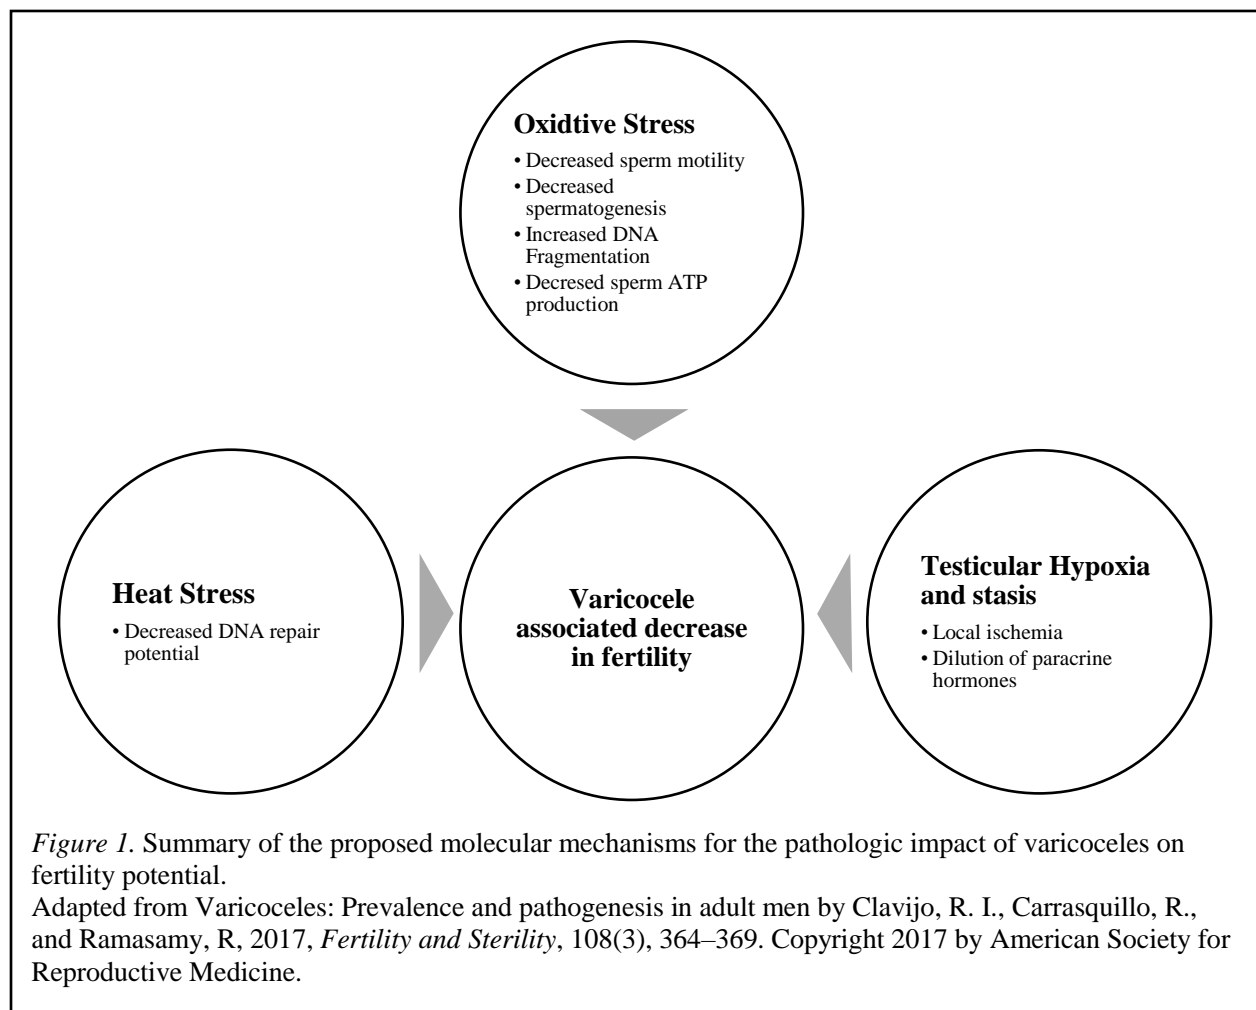 Oxidtive Stress
• Decreased sperm motility
• Decreased
spermatogenesis
• Increased DNA
Fragmentation
• Decresed sperm ATP
production
Heat Stress
• Decreased DNA repair
potential
Varicocele
associated decrease
in fertility
Testicular Hypoxia
and stasis
• Local ischemia
• Dilution of paracrine
hormones
Figure 1. Summary of the proposed molecular mechanisms for the pathologic impact of varicoceles on
fertility potential.
Adapted from Varicoceles: Prevalence and pathogenesis in adult men by Clavijo, R. I., Carrasquillo, R.,
and Ramasamy, R, 2017, Fertility and Sterility, 108(3), 364–369. Copyright 2017 by American Society for
Reproductive Medicine.